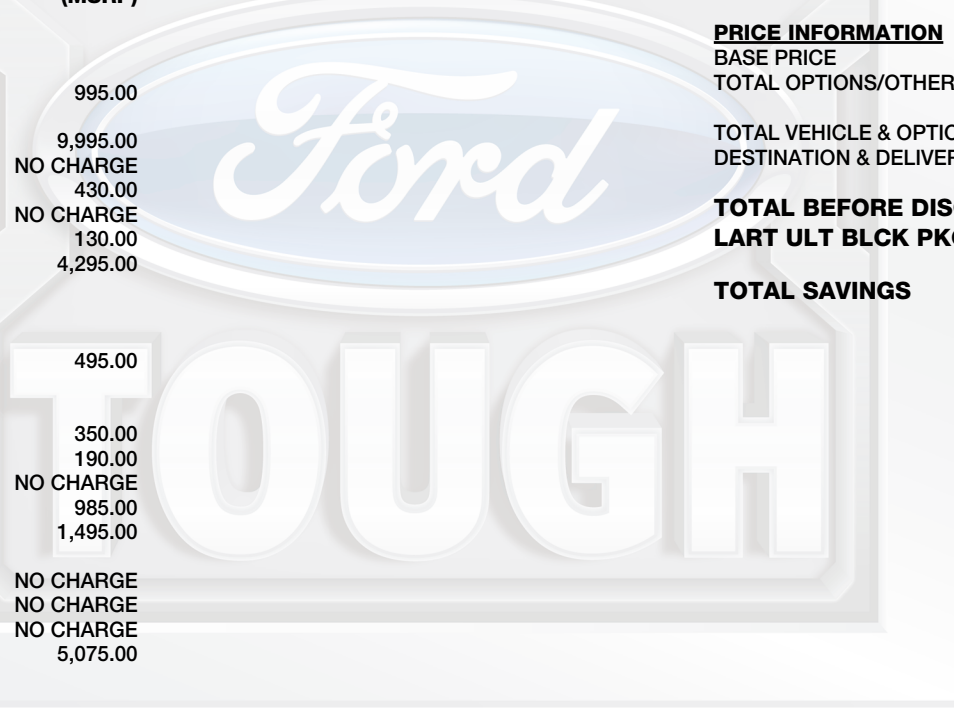 (MSRP)
995.00
9,995.00
NO CHARGE
430.00
NO CHARGE
130.00
4,295.00
495.00
350.00
190.00
NO CHARGE
985.00
1,495.00
NO CHARGE
NO CHARGE
NO CHARGE
5,075.00
PRICE INFORMATION
BASE PRICE
TOTAL OPTIONS/OTHER
TOTAL VEHICLE & OPTIO
DESTINATION & DELIVER
TOTAL BEFORE DIS
LART ULT BLCK PK
TOTAL SAVINGS
Ford
TOUGH